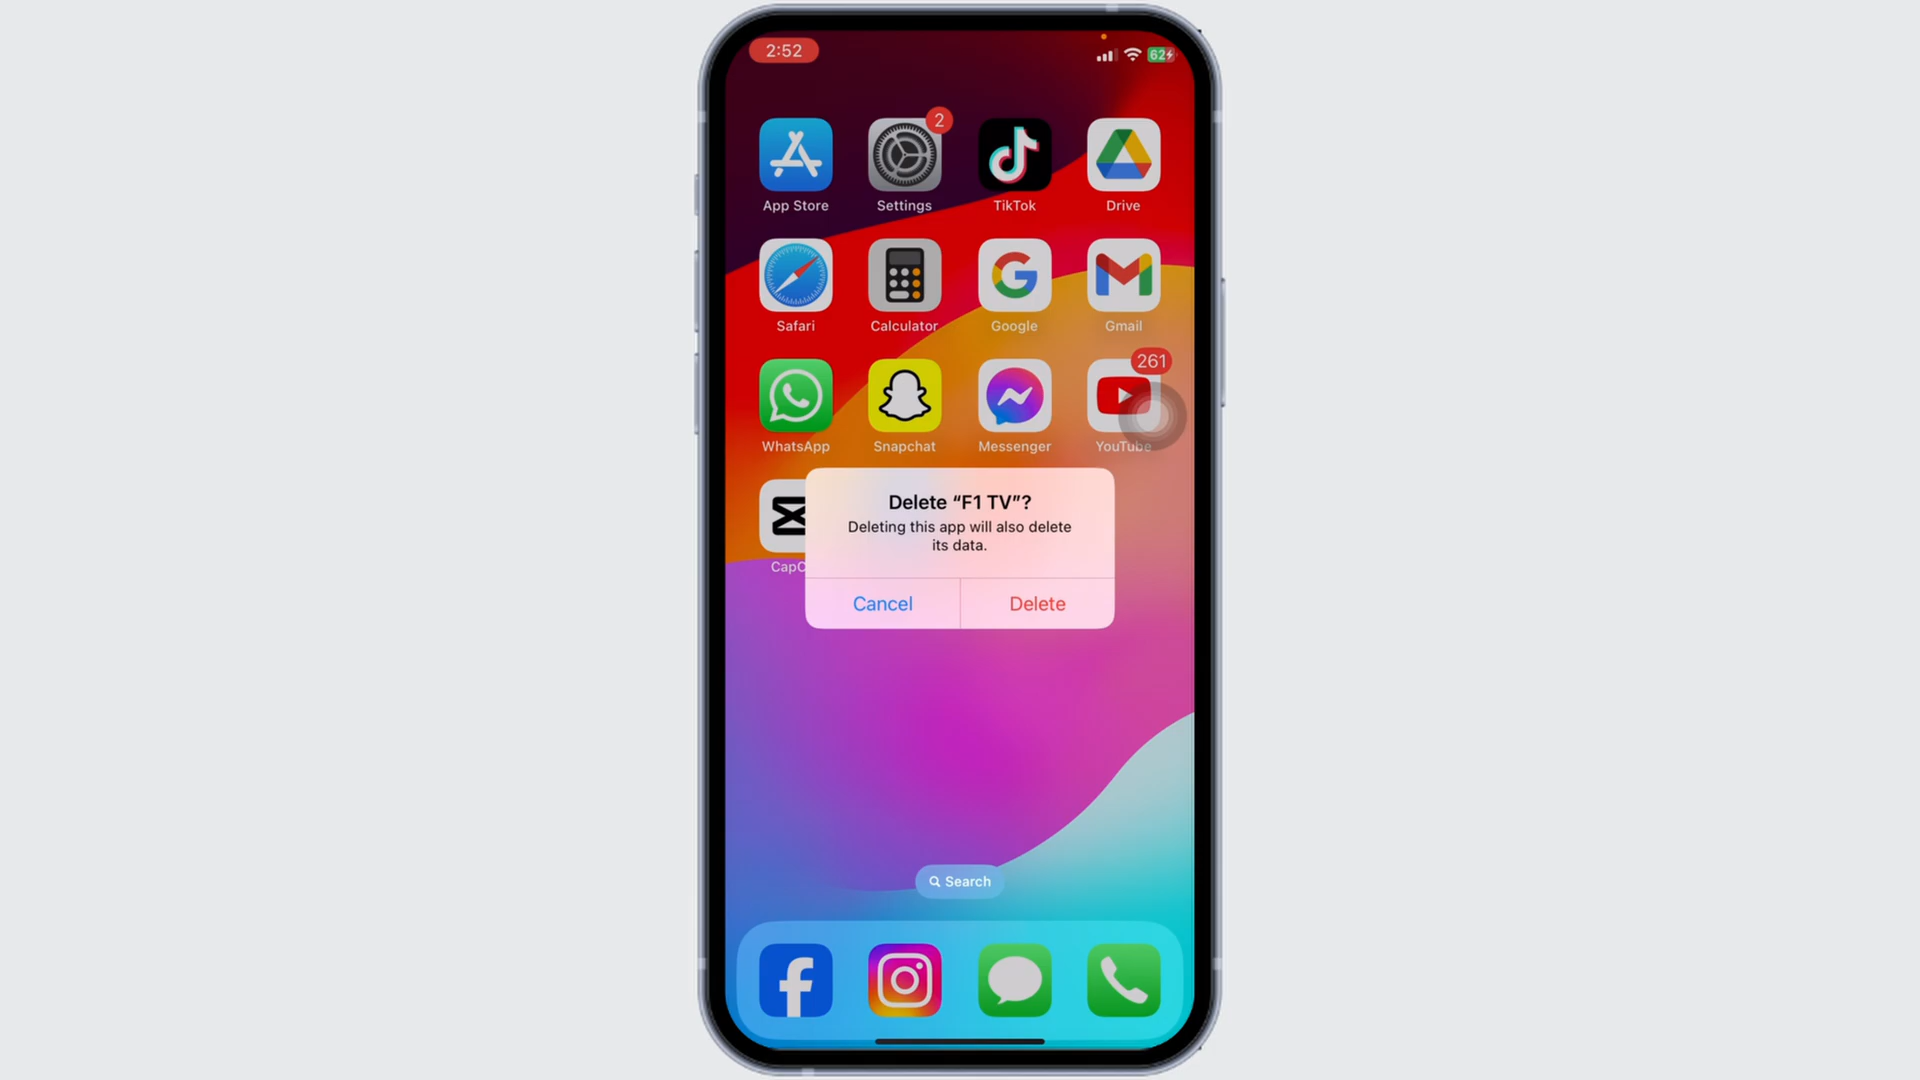 2:52
62
2
App Store Settings TikTok Drive
Safari Calculator Google Gmail
261
WhatsApp Snapchat Messenger YouTube
Delete “F1 TV”?
Deleting this app will also delete
its data.
CapC
Cancel Delete
Search